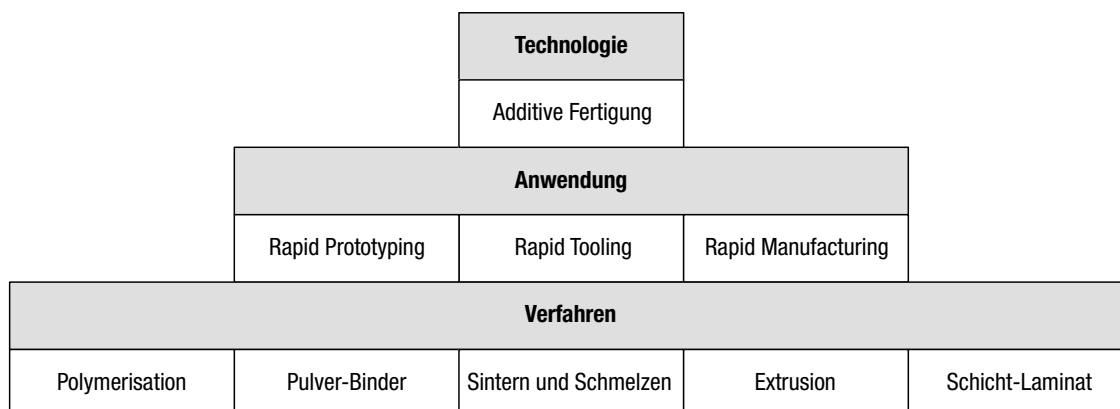 Technologie
Additive Fertigung
Anwendung
Rapid Prototyping Rapid Tooling Rapid Manufacturing
Verfahren
Polymerisation Pulver-Binder Sintern und Schmelzen Extrusion Schicht-Laminat